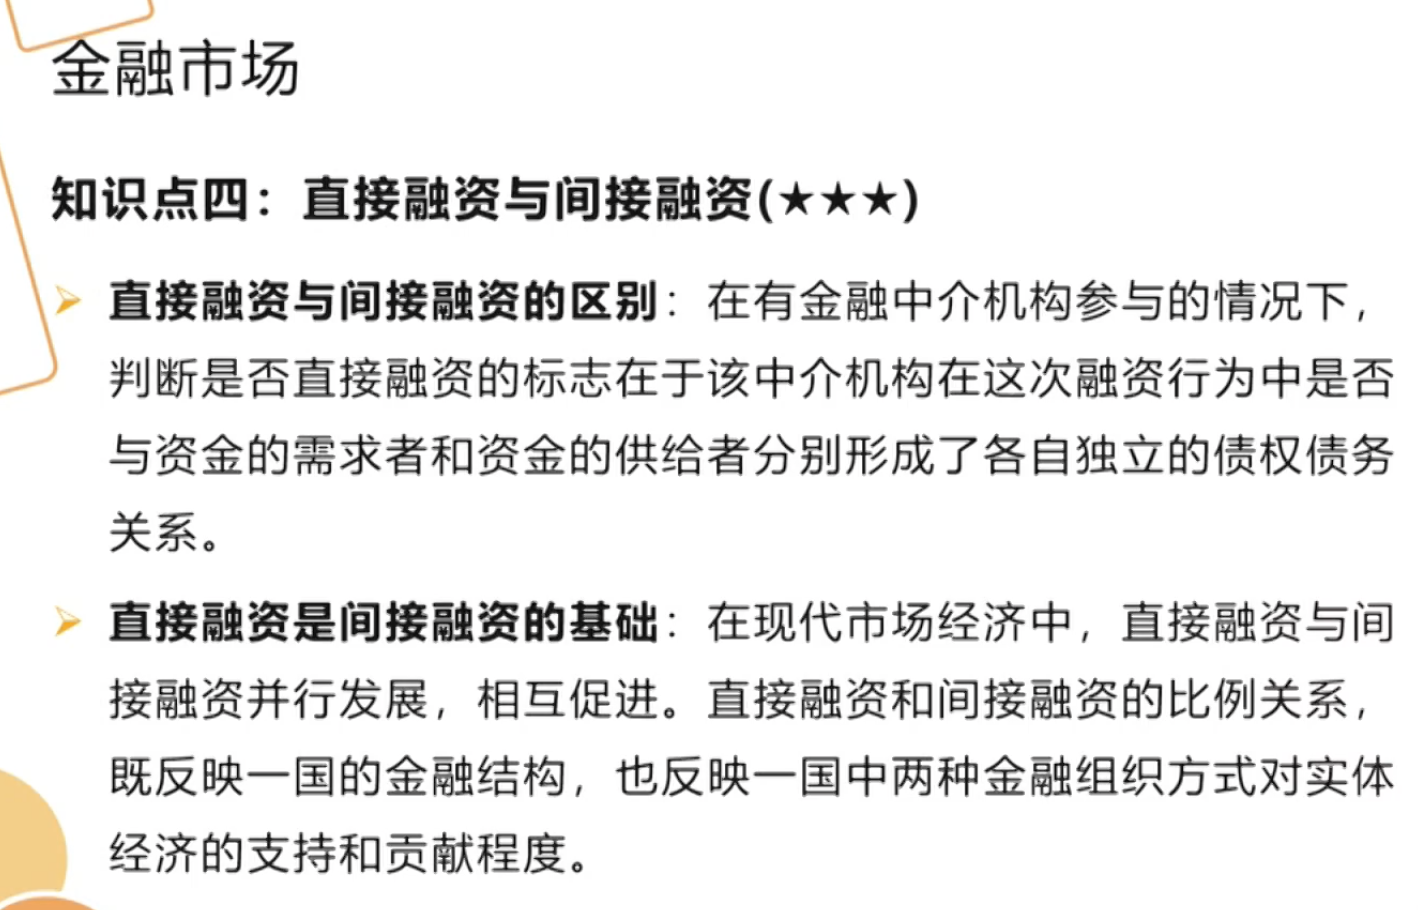 金融市场
知识点四：直接融资与间接融资(★★★)
直接融资与间接融资的区别：在有金融中介机构参与的情况下，
判断是否直接融资的标志在于该中介机构在这次融资行为中是否
与资金的需求者和资金的供给者分别形成了各自独立的债权债务
关系。
直接融资是间接融资的基础：在现代市场经济中，直接融资与间
接融资并行发展，相互促进。直接融资和间接融资的比例关系，
既反映一国的金融结构，也反映一国中两种金融组织方式对实体
经济的支持和贡献程度。